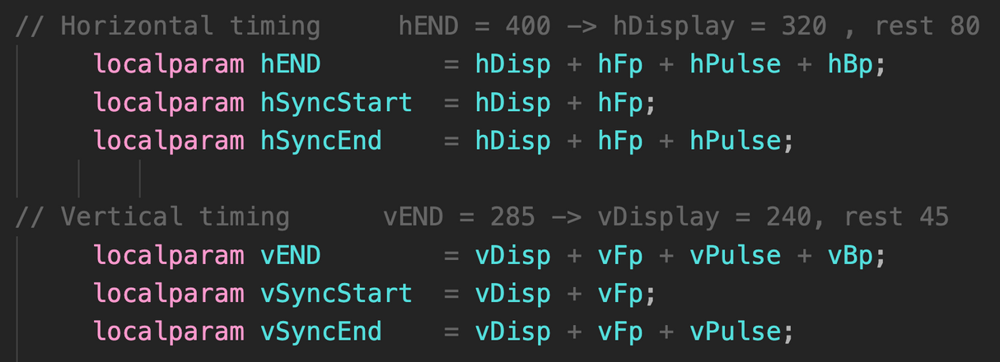 // Horizontal timing     hEND = 400 -> hDisplay = 320 , rest 80
localparam hEND        = hDisp + hFp + hPulse + hBp;
localparam hSyncStart  = hDisp + hFp;
localparam hSyncEnd    = hDisp + hFp + hPulse;
// Vertical timing      vEND = 285 -> vDisplay = 240, rest 45
localparam vEND        = vDisp + vFp + vPulse + vBp;
localparam vSyncStart  = vDisp + vFp;
localparam vSyncEnd    = vDisp + vFp + vPulse;